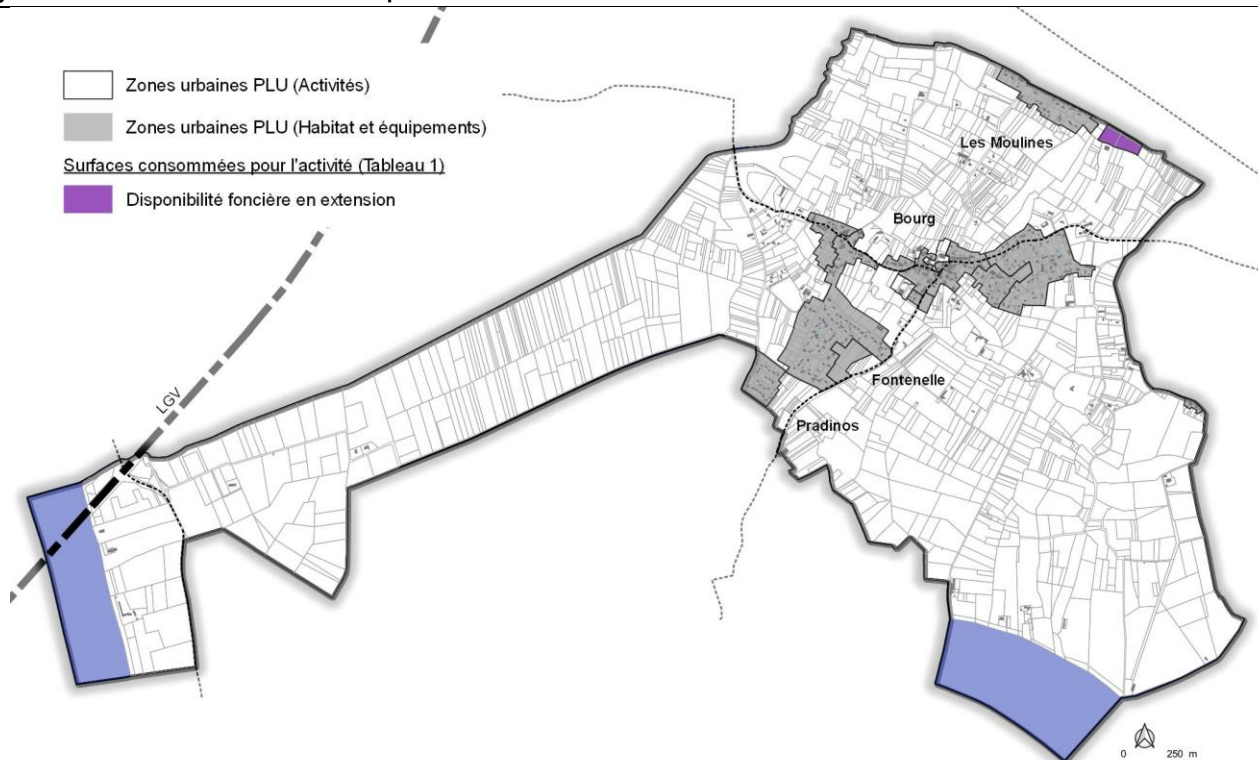 Zones urbaines PLU (Activités)
Zones urbaines PLU (Habitat et équipements)
Surfaces consommées pour l'activité (Tableau 1)
Disponibilité foncière en extension
Les Moulines
Bourg
Fontenelle
Pradinos
LGV
0 250 m